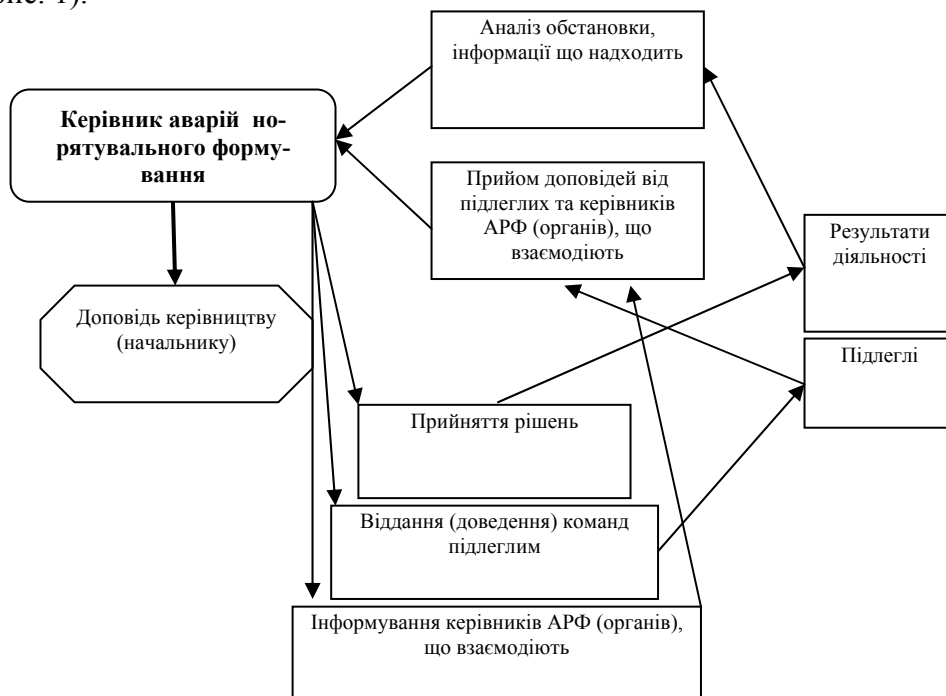 рис. 1).
Аналіз обстановки,
інформації що надходить
Керівник аварій но-
рятувального форму-
вання
Прийом доповідей від
підлеглих та керівників
АРФ (органів), що
взаємодіють
Результати
діяльності
Доповідь керівництву
(начальнику)
Підлеглі
Прийняття рішень
Віддання (доведення) команд
підлеглим
Інформування керівників АРФ (органів),
що взаємодіють